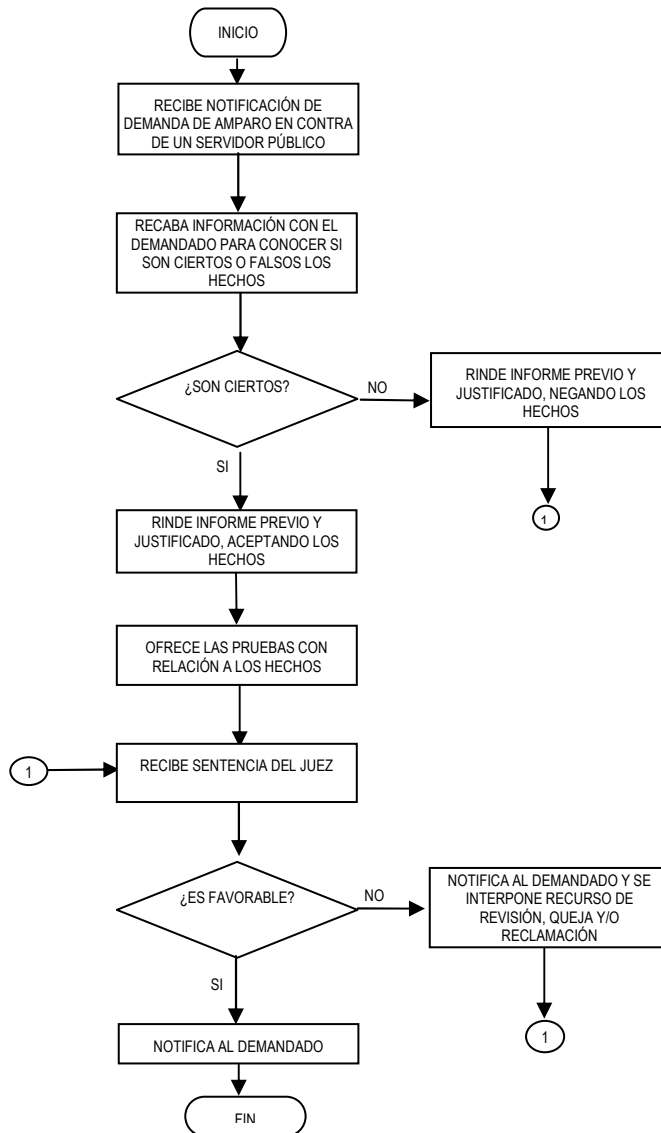 INICIO
RECIBE NOTIFICACIÓN DE
DEMANDA DE AMPARO EN CONTRA
DE UN SERVIDOR PÚBLICO
RECABA INFORMACIÓN CON EL
DEMANDADO PARA CONOCER SI
SON CIERTOS O FALSOS LOS
HECHOS
¿SON CIERTOS?
NO
RINDE INFORME PREVIO Y
JUSTIFICADO, NEGANDO LOS
HECHOS
1
SI
RINDE INFORME PREVIO Y
JUSTIFICADO, ACEPTANDO LOS
HECHOS
OFRECE LAS PRUEBAS CON
RELACIÓN A LOS HECHOS
1
RECIBE SENTENCIA DEL JUEZ
¿ES FAVORABLE?
NO
NOTIFICA AL DEMANDADO Y SE
INTERPONE RECURSO DE
REVISIÓN, QUEJA Y/O
RECLAMACIÓN
1
SI
NOTIFICA AL DEMANDADO
FIN